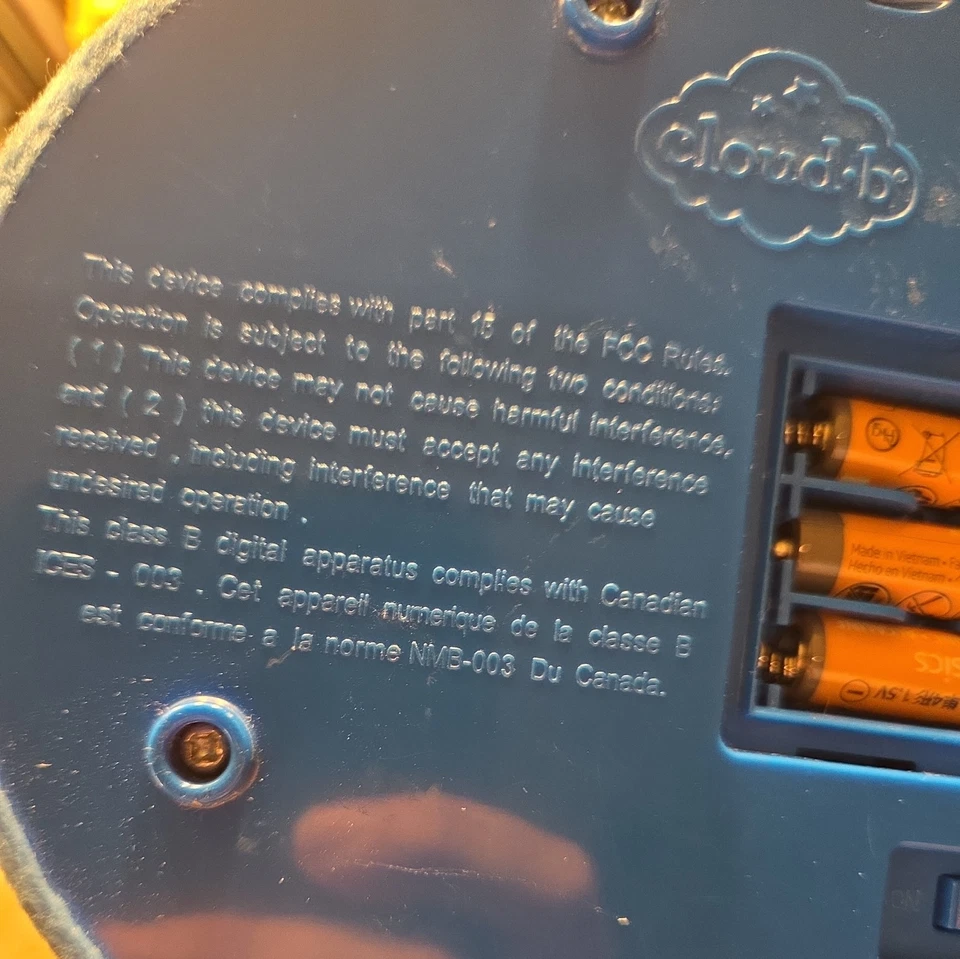 cloud•b®
This device complies with part 15 of the FCC Rules.
Operation is subject to the following two conditions:
( 1 ) This device may not cause harmful interference,
and ( 2 ) this device must accept any interference
received , including interference that may cause
undesired operation .
This class B digital apparatus complies with Canadian
ICES - 003 . Cet appareil numerique de la classe B
est conforme a la norme NMB-003 Du Canada.
Made in Vietnam •
Hecho en Vietnam •
1.5V
ON